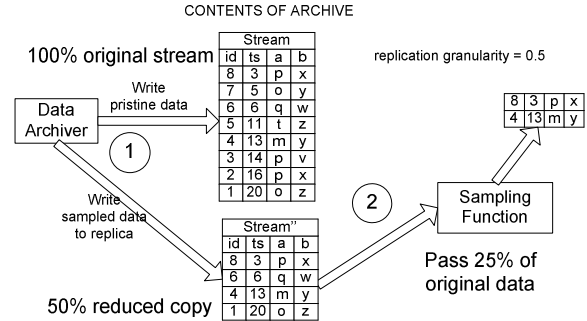 CONTENTS OF ARCHIVE
100% original stream
Stream
id ts a b
8 3 p x
7 5 o y
6 6 q w
5 11 t z
4 13 m y
3 14 p v
2 16 p x
1 20 o z
replication granularity = 0.5
Write
pristine data
Data
Archiver
1
8 3 p x
4 13 m y
Write
sampled data
to replica
2
Sampling
Function
Stream’’
id ts a b
8 3 p x
6 6 q w
4 13 m y
1 20 o z
Pass 25% of
original data
50% reduced copy